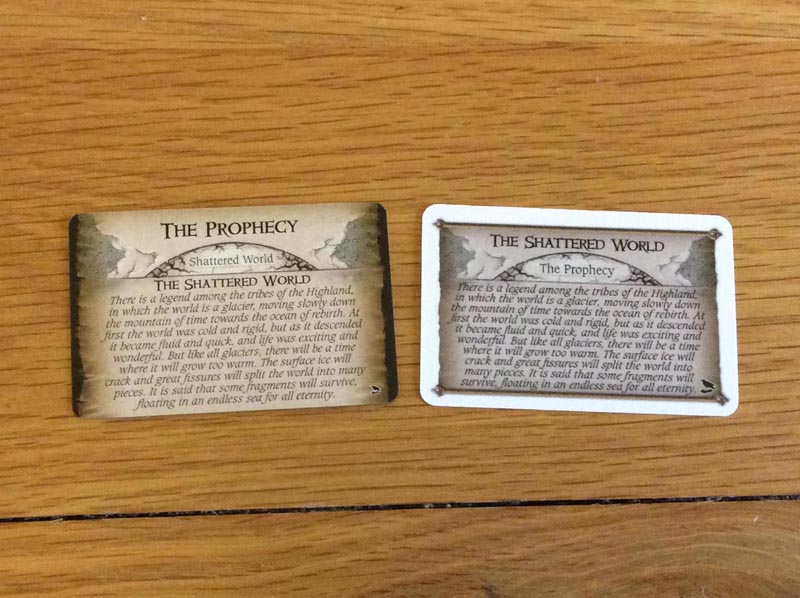 THE PROPHECY
Shattered World
THE SHATTERED WORLD
There is a legend among the tribes of the Highland,
in which the world is a glacier, moving slowly down
the mountain of time towards the ocean of rebirth. At
first the world was cold and rigid, but as it descended
it became fluid and quick, and life was exciting and
wonderful. But like all glaciers, there will be a time
where it will grow too warm. The surface ice will
crack and great fissures will split the world into many
pieces. It is said that some fragments will survive,
floating in an endless sea for all eternity.
THE SHATTERED WORLD
The Prophecy
There is a legend among the tribes of the Highland,
in which the world is a glacier, moving slowly down
the mountain of time towards the ocean of rebirth. At
first the world was cold and rigid, but as it descended
it became fluid and quick, and life was exciting and
wonderful. But like all glaciers, there will be a time
where it will grow too warm. The surface ice will
crack and great fissures will split the world into
many pieces. It is said that some fragments will
survive, floating in an endless sea for all eternity.